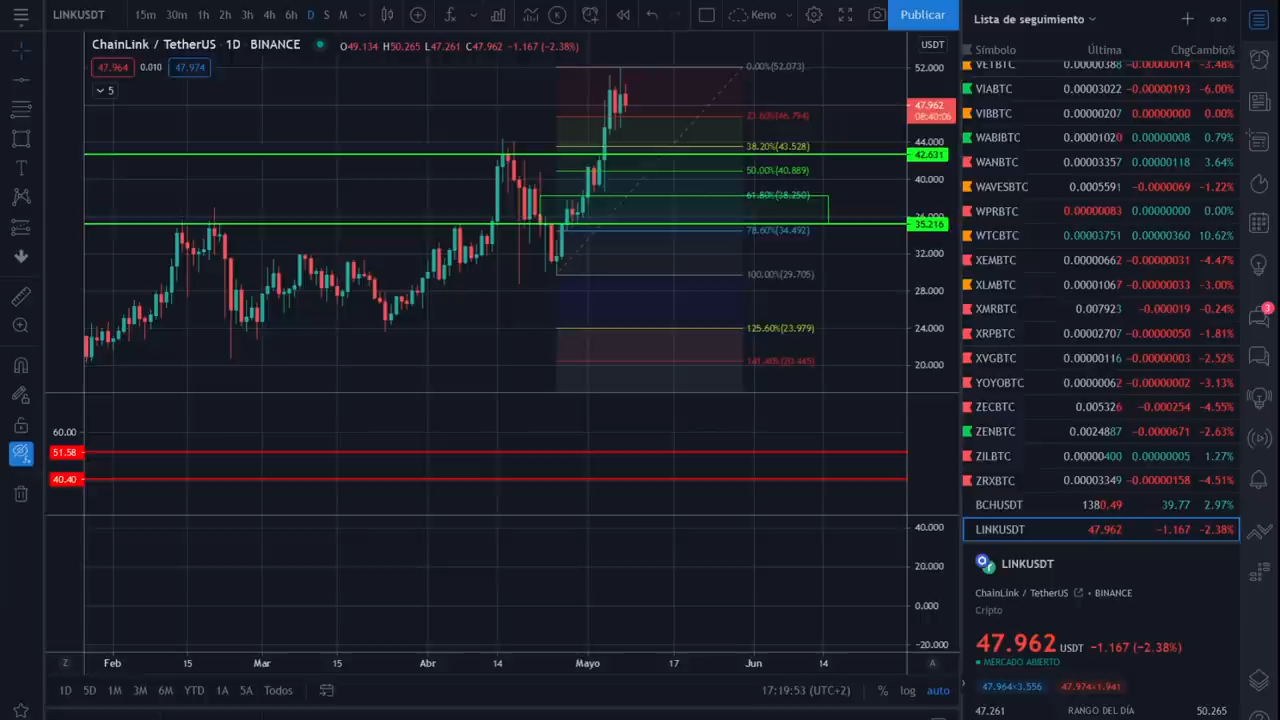 LINKUSDT 15m 30m 1h 2h 3h 4h 6h D S M Keno Publicar
ChainLink / TetherUS · 1D · BINANCE O49.134 H50.265 L47.261 C47.962 −1.167 (−2.38%) USDT
47.964 0.010 47.974
5
52.000
47.962
08:40:06
44.000
42.631
40.000
36.000
35.216
32.000
28.000
24.000
20.000
0.00%(52.073)
23.60%(46.794)
38.20%(43.528)
50.00%(40.889)
61.80%(38.250)
78.60%(34.492)
100.00%(29.705)
125.60%(23.979)
141.40%(20.445)
60.00
51.58
40.40
40.000
20.000
0.000
−20.000
Z Feb 15 Mar 15 Abr 14 Mayo 17 Jun 14 A
1D 5D 1M 3M 6M YTD 1A 5A Todos 17:19:53 (UTC+2) % log auto
Lista de seguimiento
Símbolo Última Chg Cambio%
VETBTC 0.00000388 −0.00000014 −3.48%
VIABTC 0.00003022 −0.00000193 −6.00%
VIBBTC 0.00000207 0.00000000 0.00%
WABIBTC 0.00001020 0.00000008 0.79%
WANBTC 0.00003357 0.00000118 3.64%
WAVESBTC 0.0005591 −0.0000069 −1.22%
WPRBTC 0.00000083 0.00000000 0.00%
WTCBTC 0.00003751 0.00000360 10.62%
XEMBTC 0.00000662 −0.00000031 −4.47%
XLMBTC 0.00001067 −0.00000033 −3.00%
XMRBTC 0.007923 −0.000019 −0.24%
XRPBTC 0.00002707 −0.00000050 −1.81%
XVGBTC 0.00000116 −0.00000003 −2.52%
YOYOBTC 0.00000062 −0.00000002 −3.13%
ZECBTC 0.005326 −0.000254 −4.55%
ZENBTC 0.0024887 −0.0000671 −2.63%
ZILBTC 0.00000400 0.00000005 1.27%
ZRXBTC 0.00003349 −0.00000158 −4.51%
BCHUSDT 1380.49 39.77 2.97%
LINKUSDT 47.962 −1.167 −2.38%
LINKUSDT
ChainLink / TetherUS • BINANCE
Cripto
47.962 USDT −1.167 (−2.38%)
MERCADO ABIERTO
47.964×3.556 47.974×1.941
47.261 RANGO DEL DÍA 50.265
3